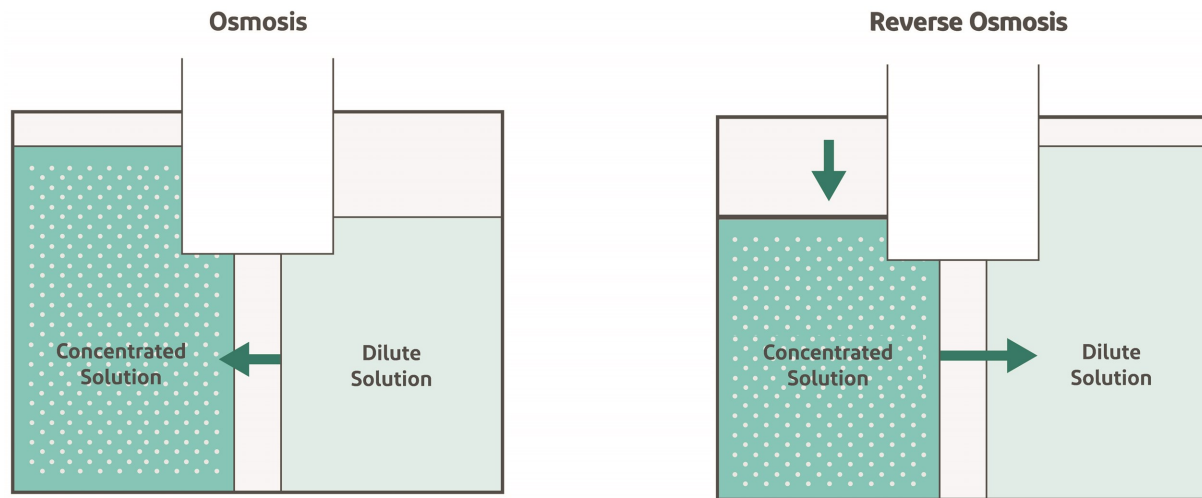 Osmosis
Reverse Osmosis
Concentrated
Solution
Dilute
Solution
Concentrated
Solution
Dilute
Solution